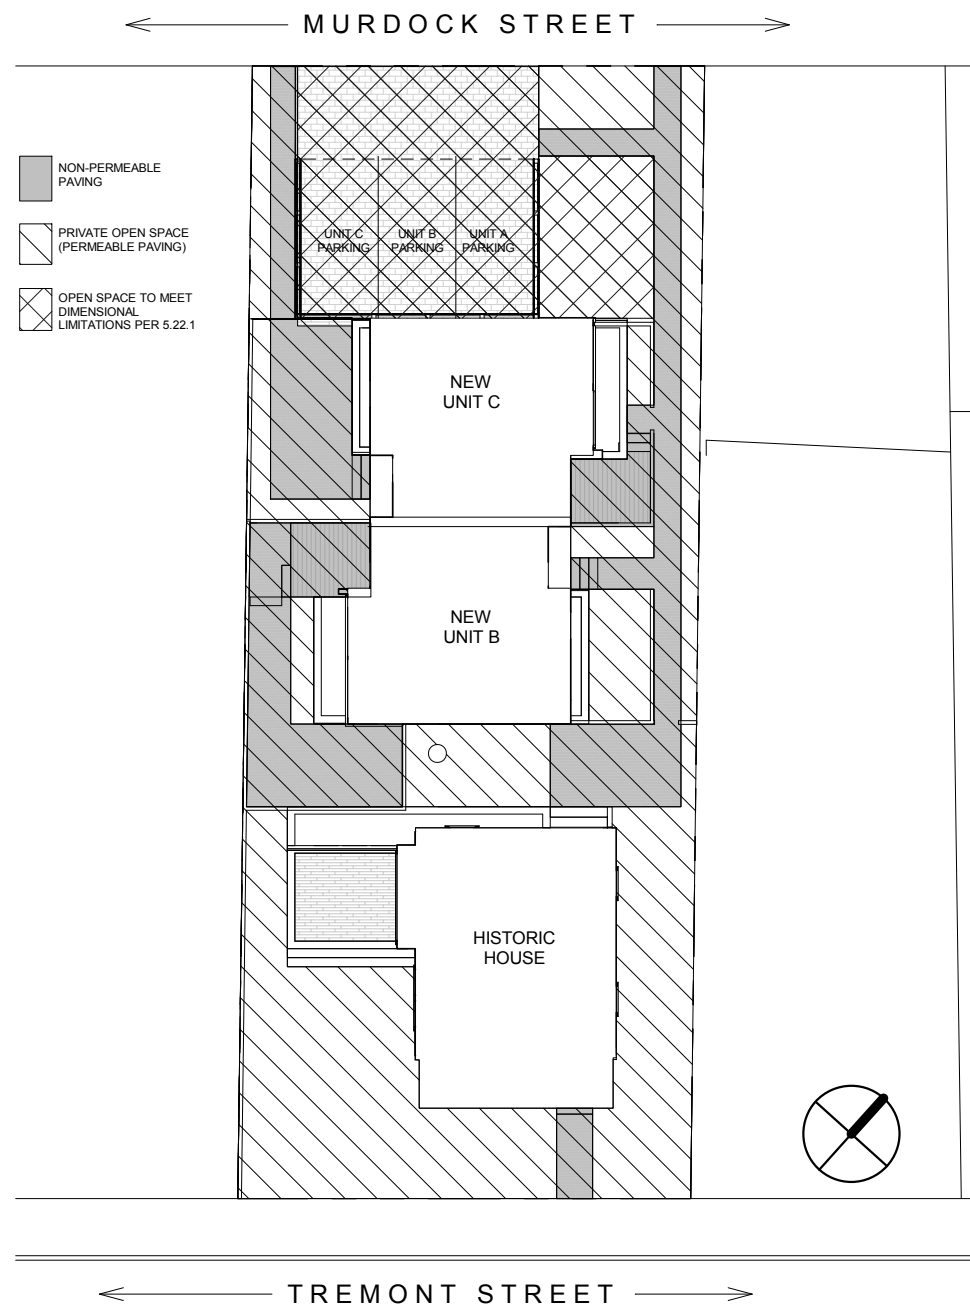 MURDOCK STREET
NON-PERMEABLE
PAVING
PRIVATE OPEN SPACE
(PERMEABLE PAVING)
OPEN SPACE TO MEET
DIMENSIONAL
LIMITATIONS PER 5.22.1
UNIT C
PARKING
UNIT B
PARKING
UNIT A
PARKING
NEW
UNIT C
NEW
UNIT B
HISTORIC
HOUSE
TREMONT STREET